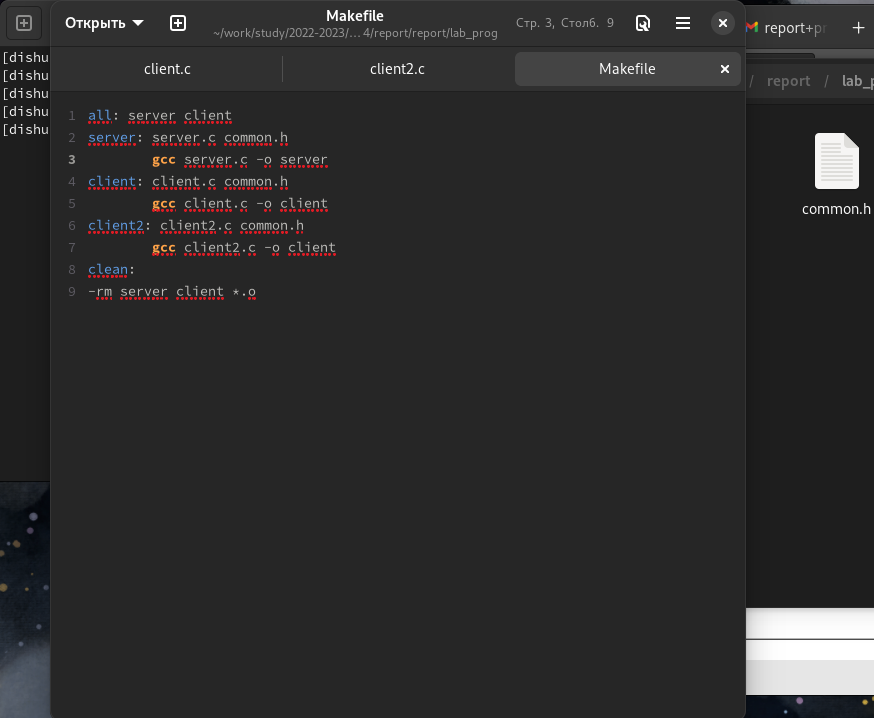 Открыть
Makefile
~/work/study/2022-2023/… 4/report/report/lab_prog
Стр. 3, Столб. 9
report+pr
client.c
client2.c
Makefile
/ report / lab_p
[dishu
[dishu
[dishu
[dishu
[dishu
1 all: server client
2 server: server.c common.h
3 gcc server.c -o server
4 client: client.c common.h
5 gcc client.c -o client
6 client2: client2.c common.h
7 gcc client2.c -o client
8 clean:
9 -rm server client *.o
common.h